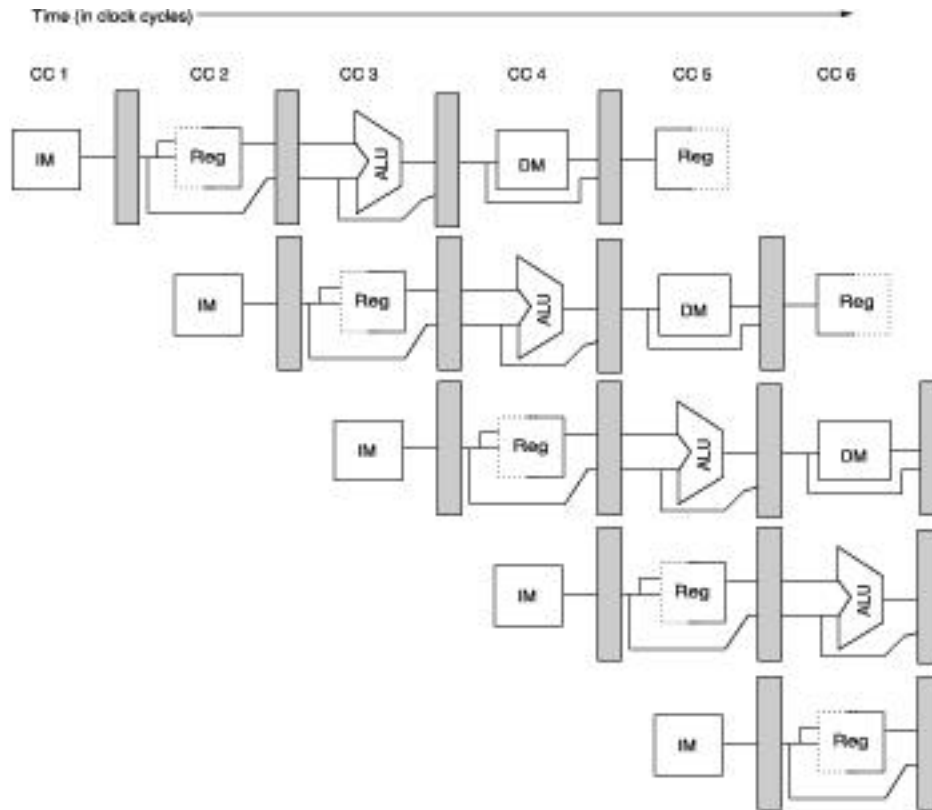 Time (in clock cycles)
CC 1 CC 2 CC 3 CC 4 CC 5 CC 6
IM Reg ALU DM Reg
IM Reg ALU DM Reg
IM Reg ALU DM
IM Reg ALU
IM Reg